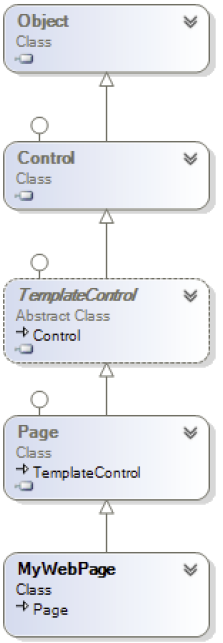 Object
Class
Control
Class
TemplateControl
Abstract Class
Control
Page
Class
TemplateControl
MyWebPage
Class
Page